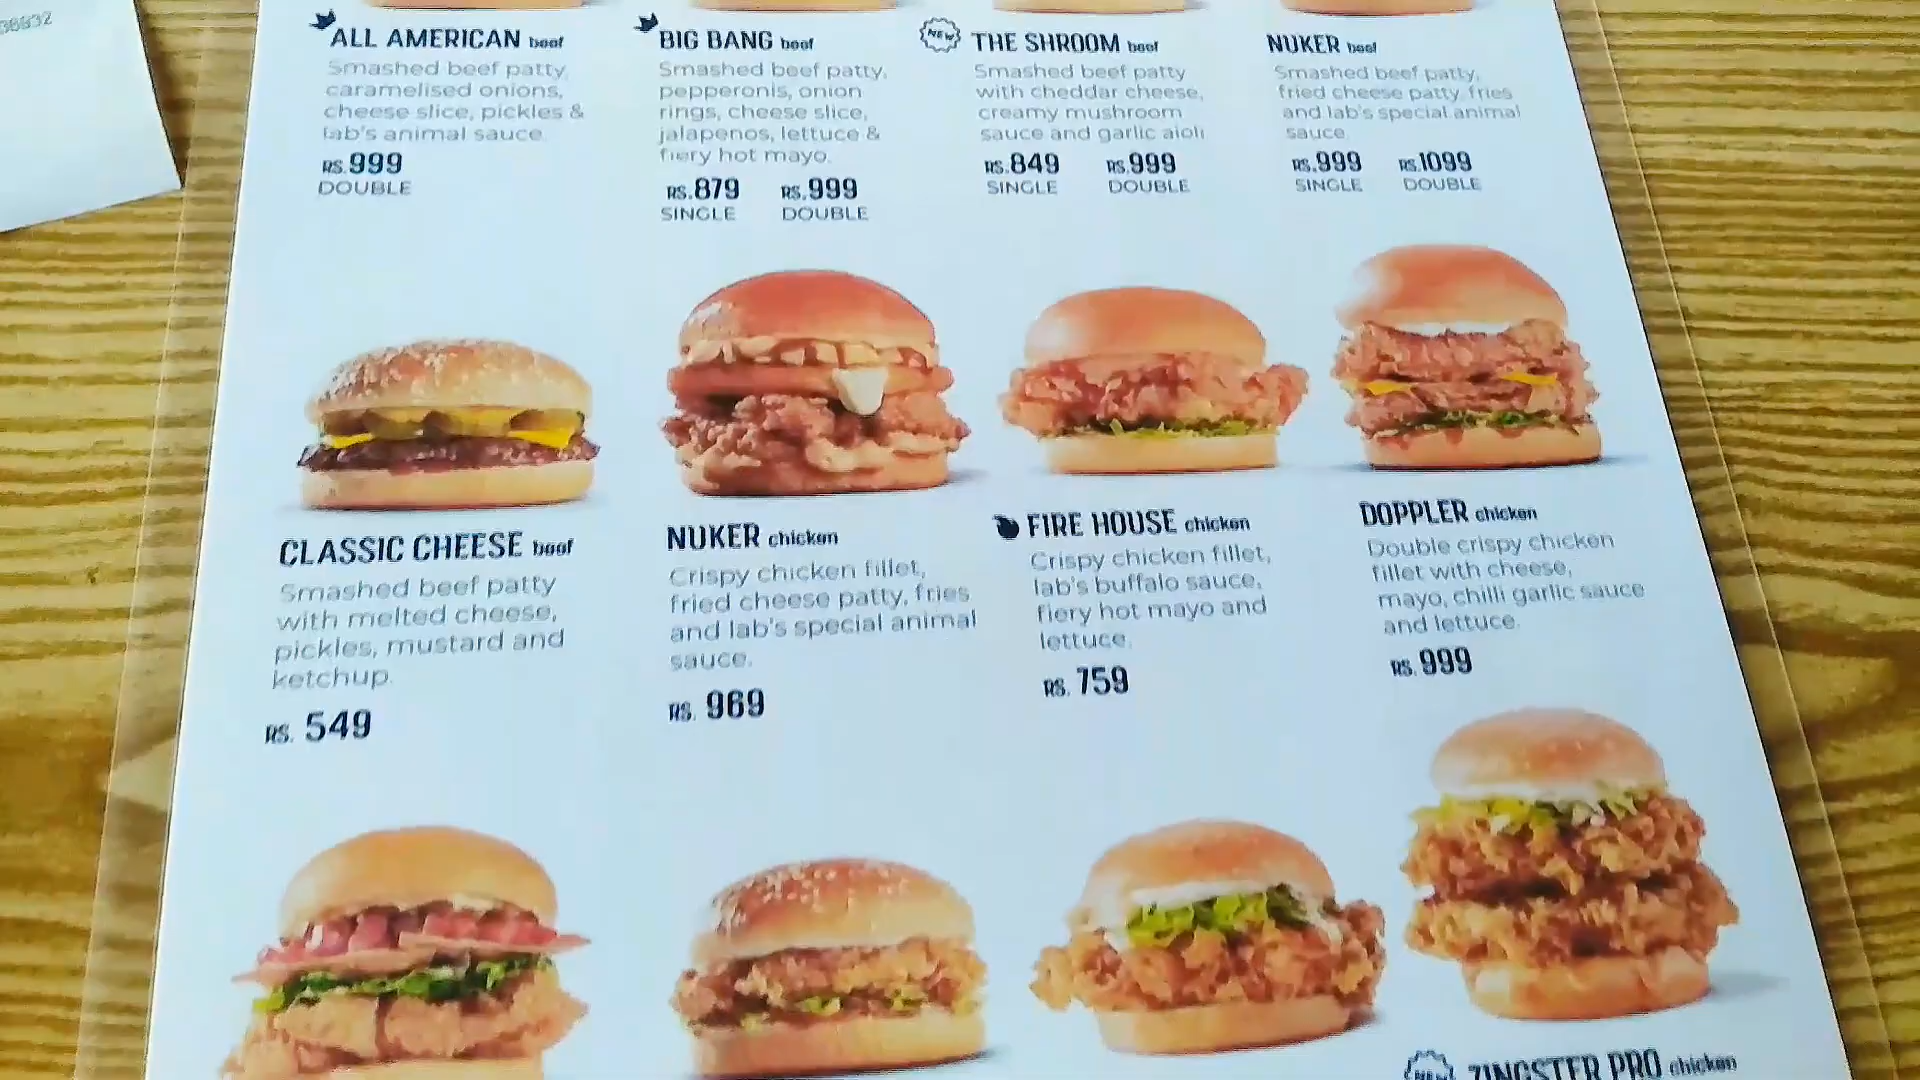 ALL AMERICAN beef
Smashed beef patty,
caramelised onions,
cheese slice, pickles &
lab's animal sauce.
RS.999
DOUBLE
BIG BANG beef
Smashed beef patty,
pepperonis, onion
rings, cheese slice,
jalapenos, lettuce &
fiery hot mayo.
RS.879 RS.999
SINGLE DOUBLE
NEW THE SHROOM beef
Smashed beef patty
with cheddar cheese,
creamy mushroom
sauce and garlic aioli
RS.849 RS.999
SINGLE DOUBLE
NUKER beef
Smashed beef patty,
fried cheese patty, fries
and lab's special animal
sauce.
RS.999 RS.1099
SINGLE DOUBLE
CLASSIC CHEESE beef
Smashed beef patty
with melted cheese,
pickles, mustard and
ketchup.
RS. 549
NUKER chicken
Crispy chicken fillet,
fried cheese patty, fries
and lab's special animal
sauce.
RS. 969
FIRE HOUSE chicken
Crispy chicken fillet,
lab's buffalo sauce,
fiery hot mayo and
lettuce.
RS. 759
DOPPLER chicken
Double crispy chicken
fillet with cheese,
mayo, chilli garlic sauce
and lettuce.
RS. 999
NEW ZINGSTER PRO chicken